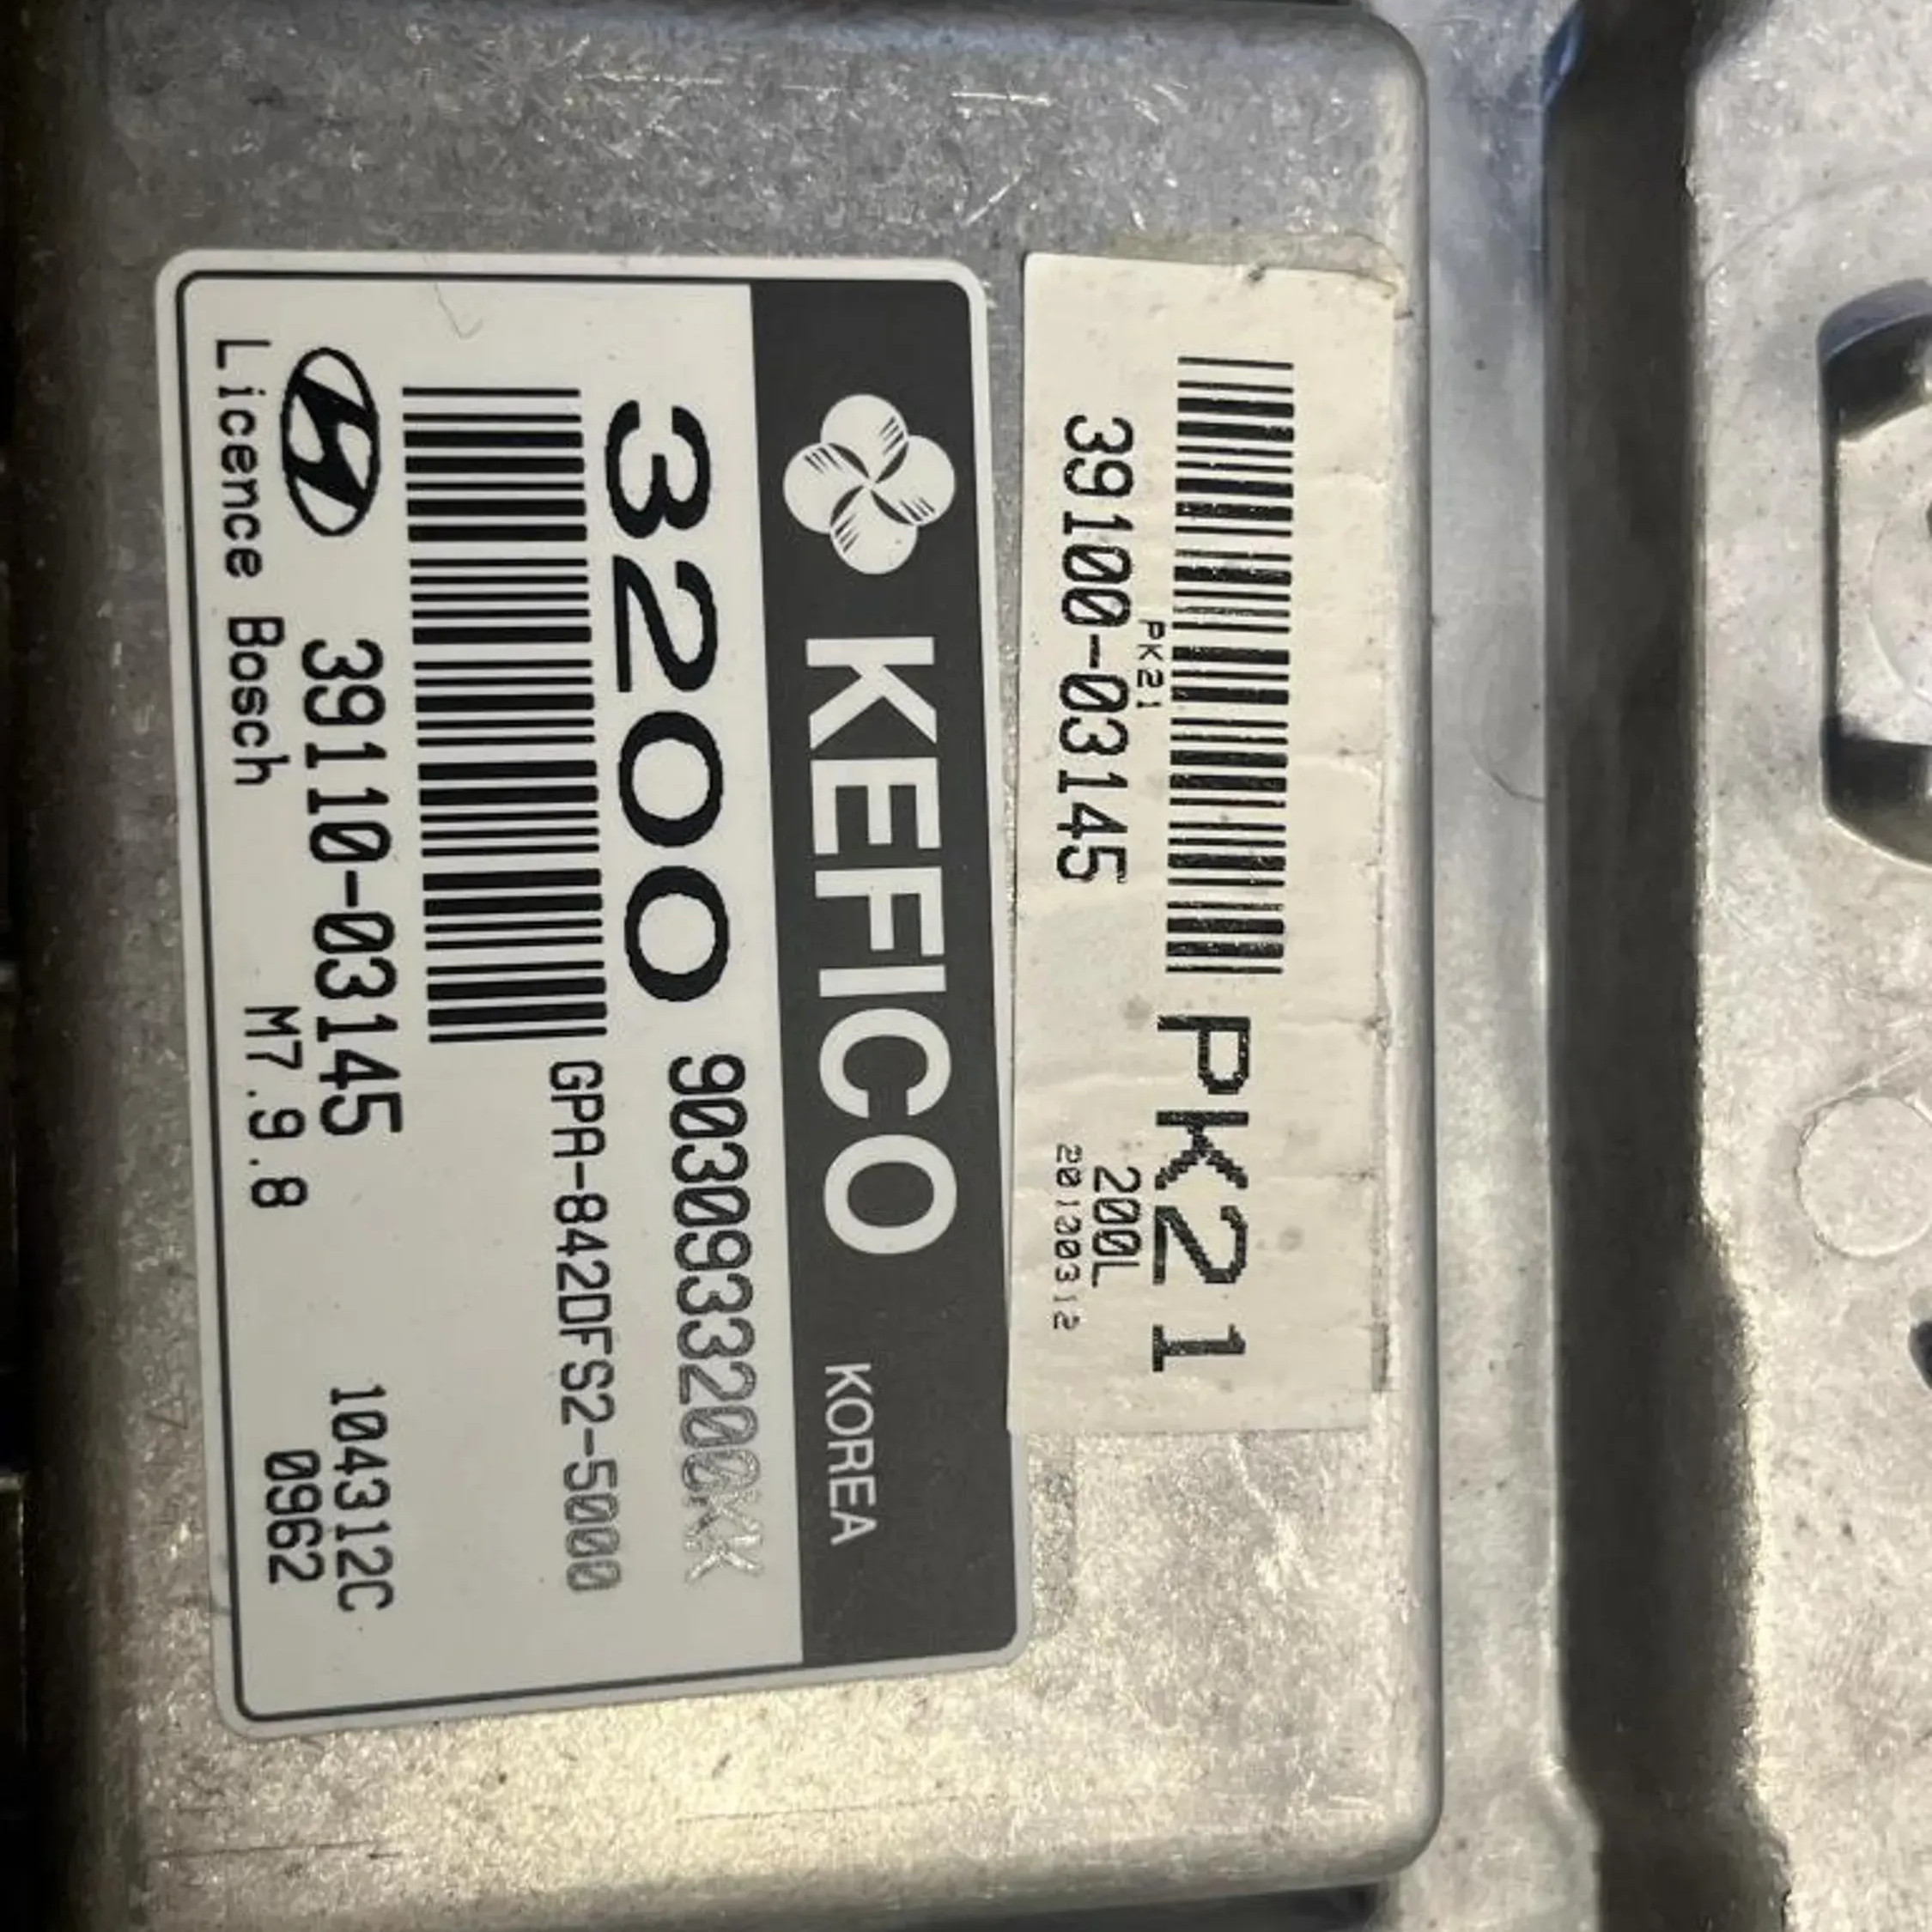 PK21
PK21
39100-03145
200L
20100312
KEFICO KOREA
3200 9030933200KK
GPA-842DFS2-5000
39110-03145 104312C
Licence Bosch M7.9.8 0962